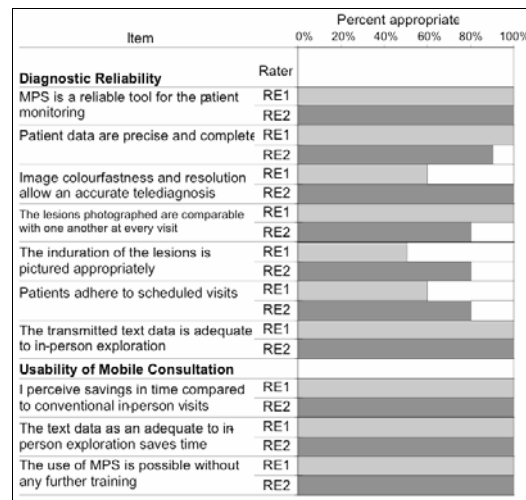 Percent appropriate
Item
0% 20% 40% 60% 80% 100%
Diagnostic Reliability Rater
MPS is a reliable tool for the patient RE1
monitoring RE2
Patient data are precise and complete RE1
RE2
Image colourfastness and resolution RE1
allow an accurate telediagnosis RE2
The lesions photographed are comparable RE1
with one another at every visit RE2
The induration of the lesions is RE1
pictured appropriately RE2
Patients adhere to scheduled visits RE1
RE2
The transmitted text data is adequate RE1
to in-person exploration RE2
Usability of Mobile Consultation
I perceive savings in time compared RE1
to conventional in-person visits RE2
The text data as an adequate to in- RE1
person exploration saves time RE2
The use of MPS is possible without RE1
any further training RE2